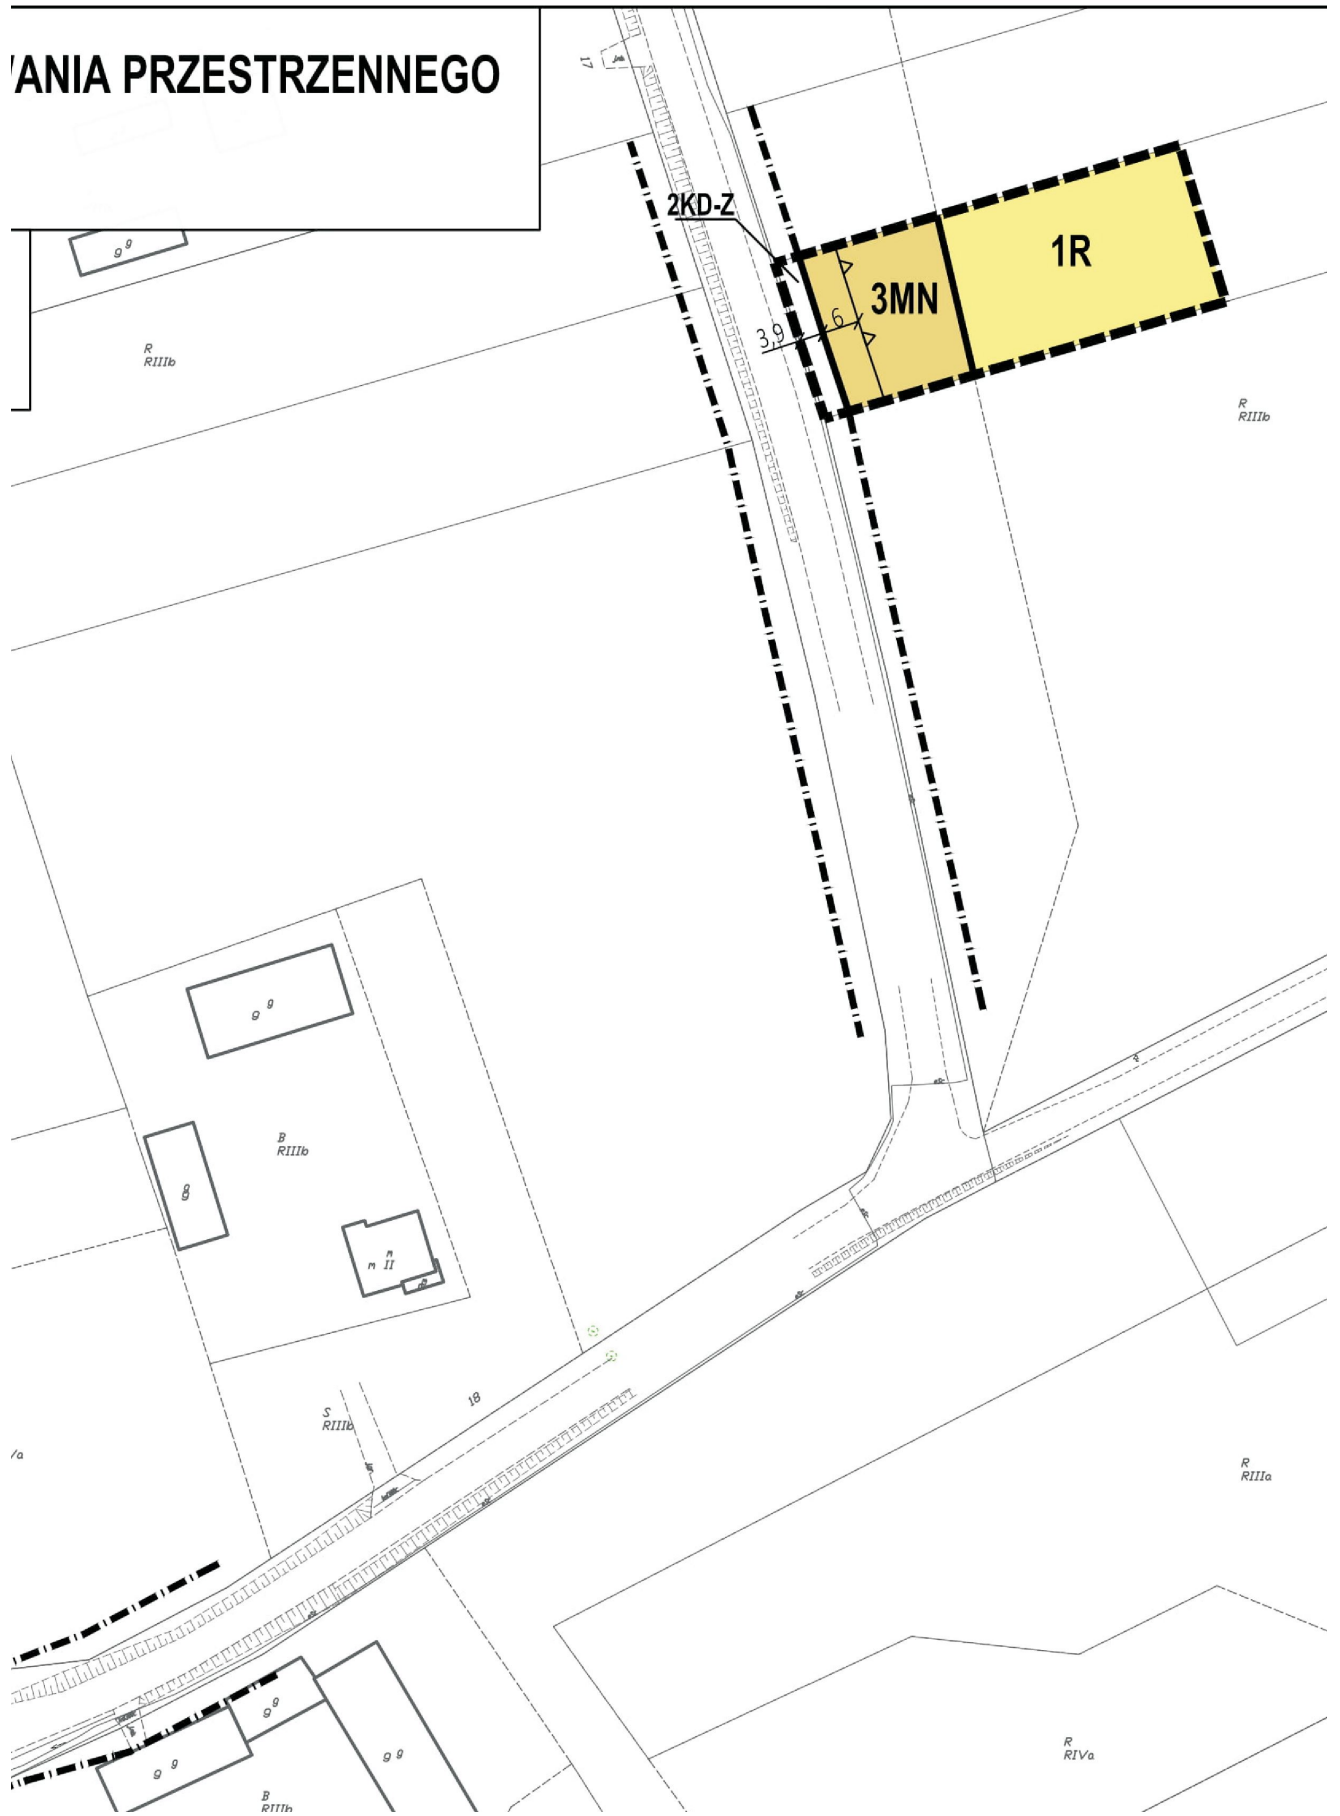 ANIA PRZESTRZENNEGO
17
2KD-Z
1R
3MN
3,9
6
g g
R
RIIIb
R
RIIIb
g g
B
RIIIb
g
g
m
m II
18
S
RIIIb
/a
R
RIIIa
R
RIVa
g g
g g
g g
B
RIIIb